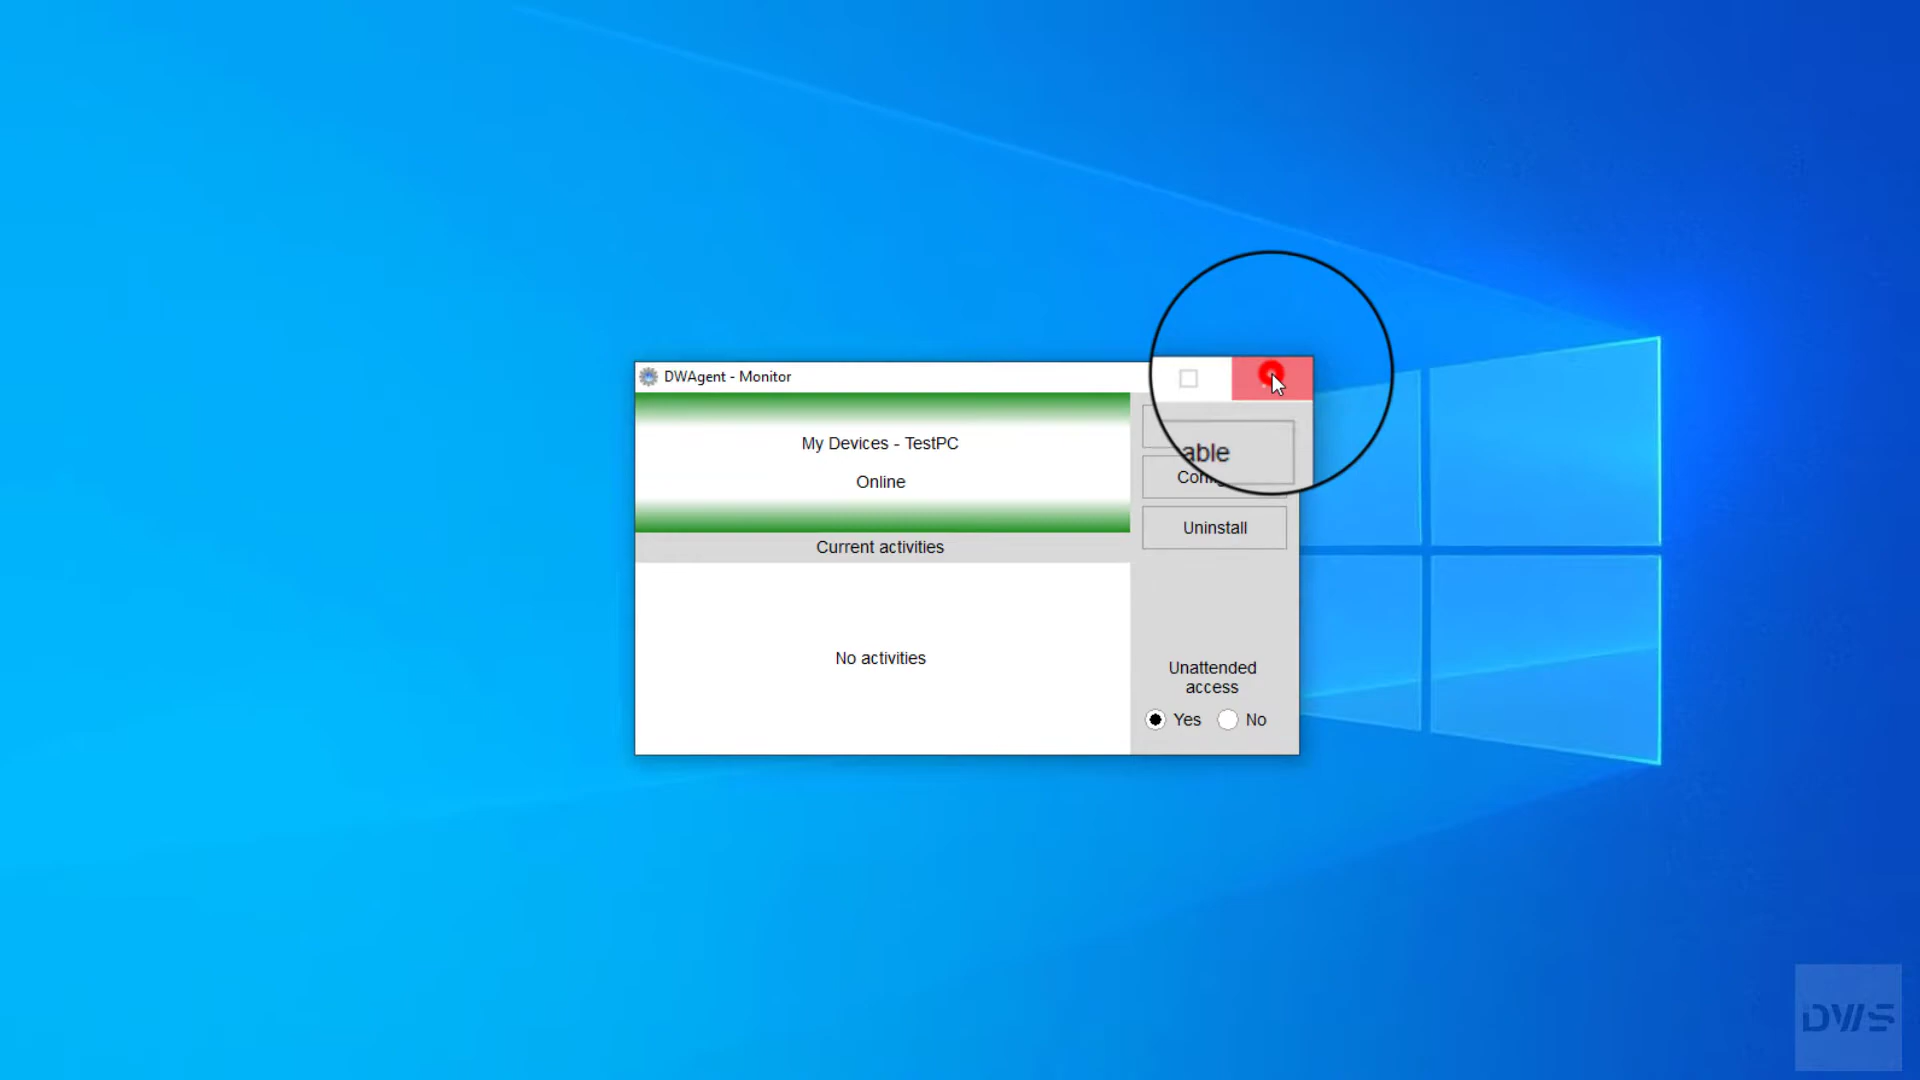 DWAgent - Monitor
My Devices - TestPC
able
Online
Uninstall
Current activities
No activities
Unattended
access
Yes
No
DWS